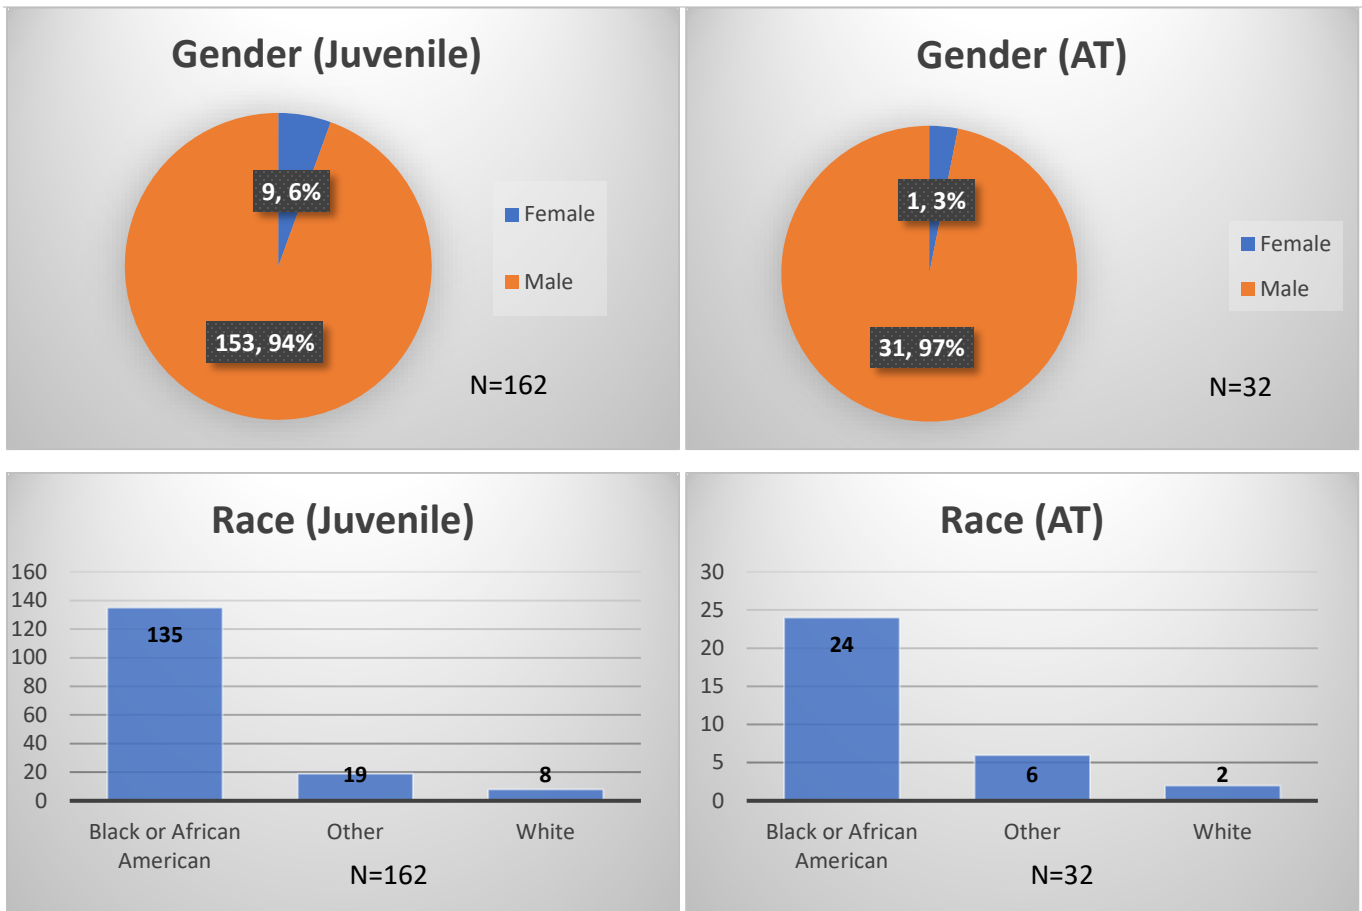 Gender (Juvenile)
9, 6%
153, 94%
Female
Male
N=162
Gender (AT)
1, 3%
31, 97%
Female
Male
N=32
Race (Juvenile)
160
140
120
100
80
60
40
20
0
135
19
8
Black or African
American
Other
White
N=162
Race (AT)
30
25
20
15
10
5
0
24
6
2
Black or African
American
Other
White
N=32